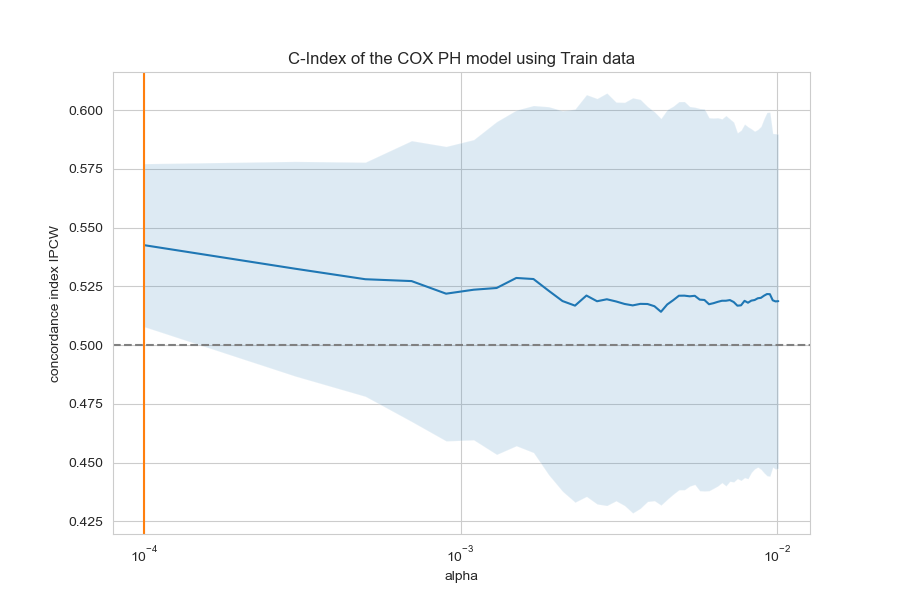 C-Index of the COX PH model using Train data
concordance index IPCW
0.600
0.575
0.550
0.525
0.500
0.475
0.450
0.425
10⁻⁴ 10⁻³ 10⁻²
alpha